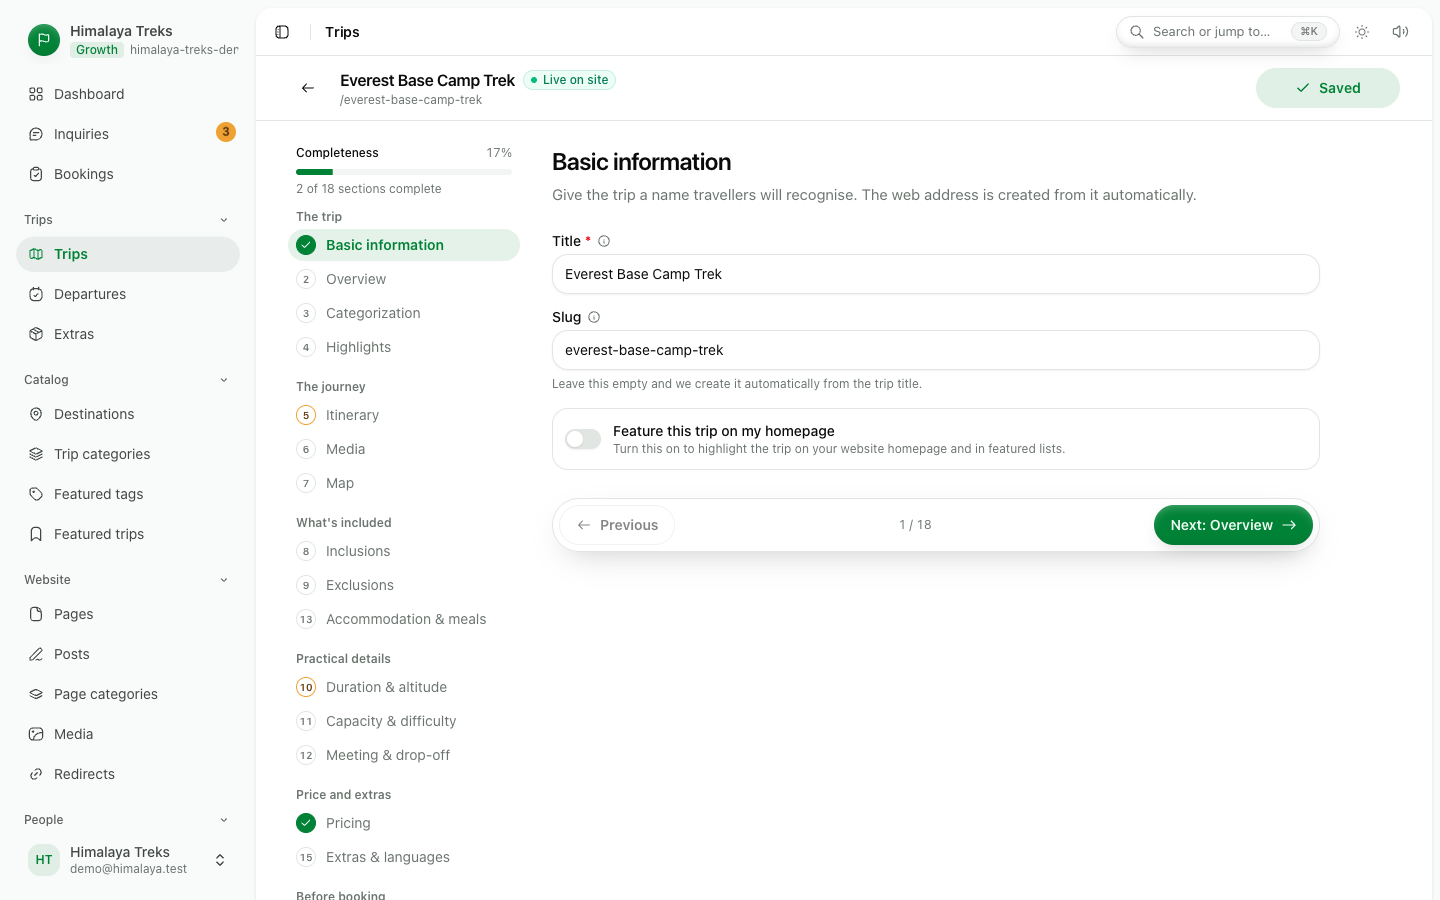 Himalaya Treks
Growth himalaya-treks-der
Dashboard
Inquiries 3
Bookings
Trips
Trips
Departures
Extras
Catalog
Destinations
Trip categories
Featured tags
Featured trips
Website
Pages
Posts
Page categories
Media
Redirects
People
HT
Himalaya Treks
demo@himalaya.test
Trips
Search or jump to... ⌘K
Everest Base Camp Trek Live on site
/everest-base-camp-trek
Saved
Completeness 17%
2 of 18 sections complete
The trip
Basic information
2 Overview
3 Categorization
4 Highlights
The journey
5 Itinerary
6 Media
7 Map
What's included
8 Inclusions
9 Exclusions
13 Accommodation & meals
Practical details
10 Duration & altitude
11 Capacity & difficulty
12 Meeting & drop-off
Price and extras
Pricing
15 Extras & languages
Before booking
Basic information
Give the trip a name travellers will recognise. The web address is created from it automatically.
Title *
Everest Base Camp Trek
Slug
everest-base-camp-trek
Leave this empty and we create it automatically from the trip title.
Feature this trip on my homepage
Turn this on to highlight the trip on your website homepage and in featured lists.
Previous
1 / 18
Next: Overview